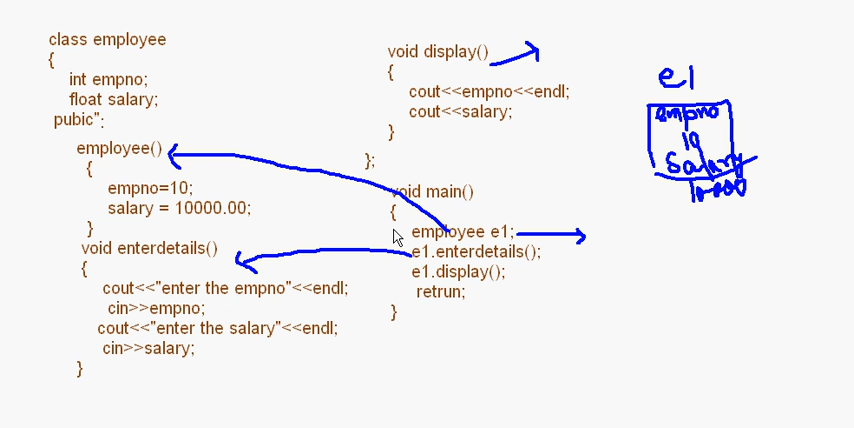 class employee
{
int empno;
float salary;
pubic":
employee()
{
empno=10;
salary = 10000.00;
}
void enterdetails()
{
cout<<"enter the empno"<<endl;
cin>>empno;
cout<<"enter the salary"<<endl;
cin>>salary;
}
void display()
{
cout<<empno<<endl;
cout<<salary;
}
};
void main()
{
employee e1;
e1.enterdetails();
e1.display();
retrun;
}
e1
empno
10
Salary